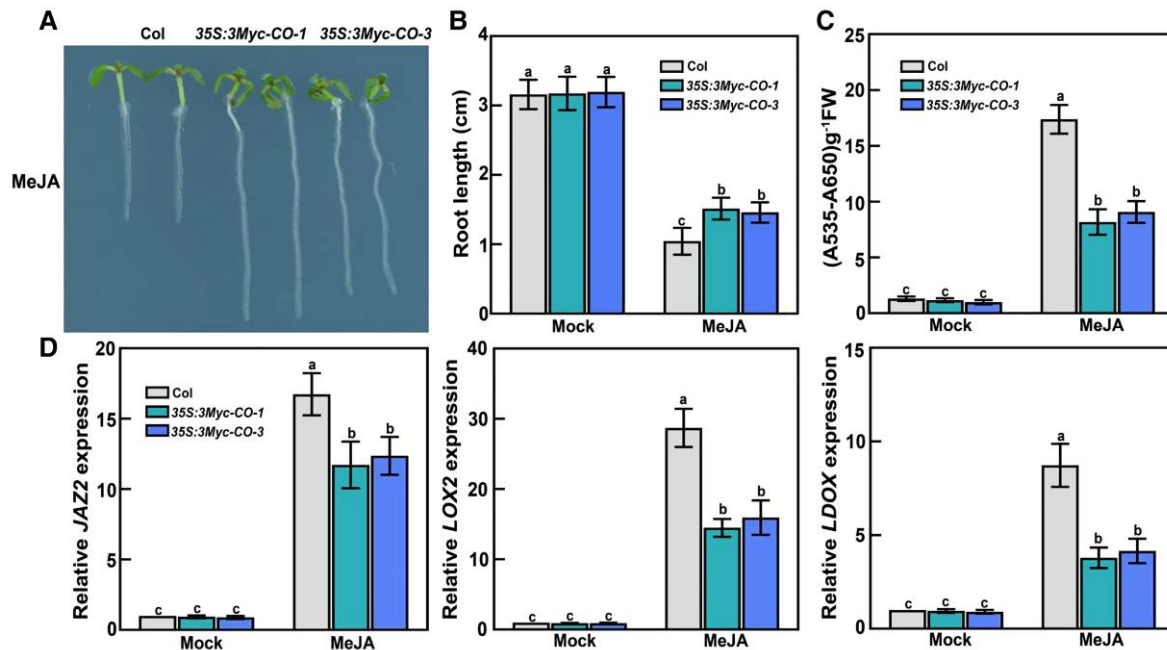 A
Col 35S:3Myc-CO-1 35S:3Myc-CO-3
MeJA
B
Root length (cm)
4
3
2
1
0
a a a
c b b
Col
35S:3Myc-CO-1
35S:3Myc-CO-3
Mock MeJA
C
(A535-A650)g⁻¹FW
25
20
15
10
5
0
c c c
a b b
Col
35S:3Myc-CO-1
35S:3Myc-CO-3
Mock MeJA
D
Relative JAZ2 expression
20
15
10
5
0
Col
35S:3Myc-CO-1
35S:3Myc-CO-3
c c c
a b b
Mock MeJA
Relative LOX2 expression
40
30
20
10
0
c c c
a b b
Mock MeJA
Relative LDOX expression
15
10
5
0
c c c
a b b
Mock MeJA